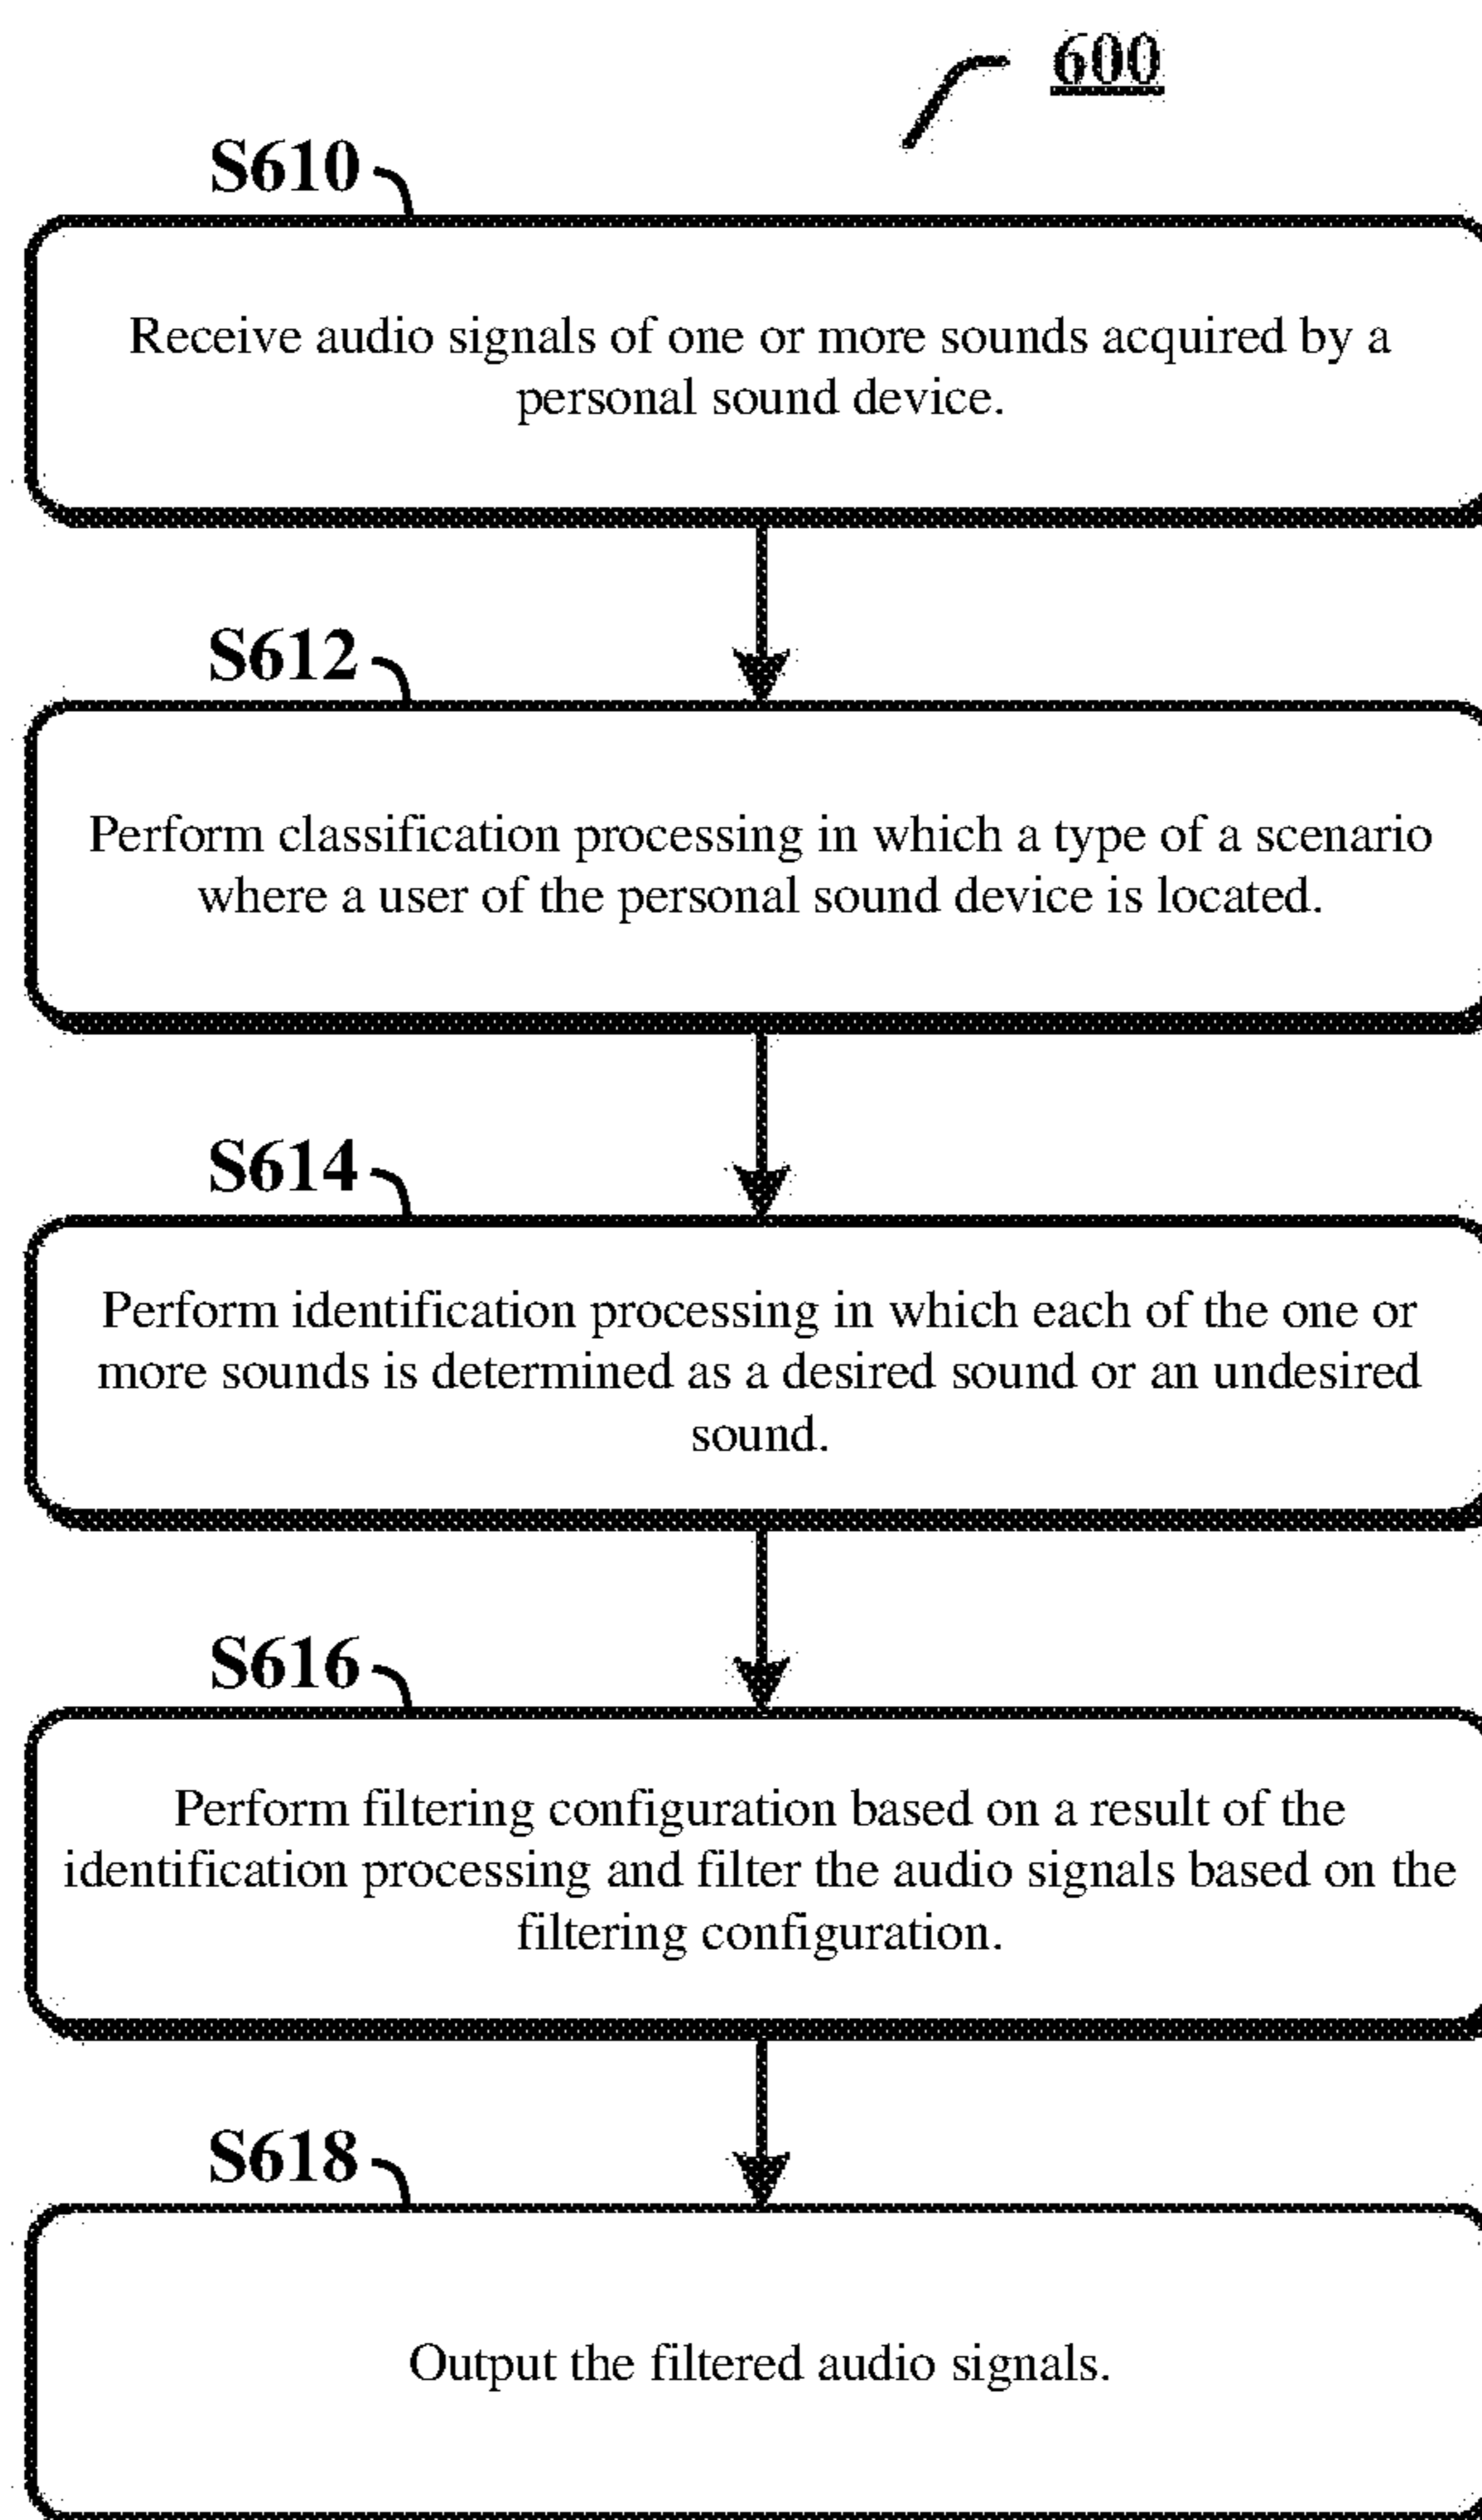 600
S610
Receive audio signals of one or more sounds acquired by a
personal sound device.
S612
Perform classification processing in which a type of a scenario
where a user of the personal sound device is located.
S614
Perform identification processing in which each of the one or
more sounds is determined as a desired sound or an undesired
sound.
S616
Perform filtering configuration based on a result of the
identification processing and filter the audio signals based on the
filtering configuration.
S618
Output the filtered audio signals.